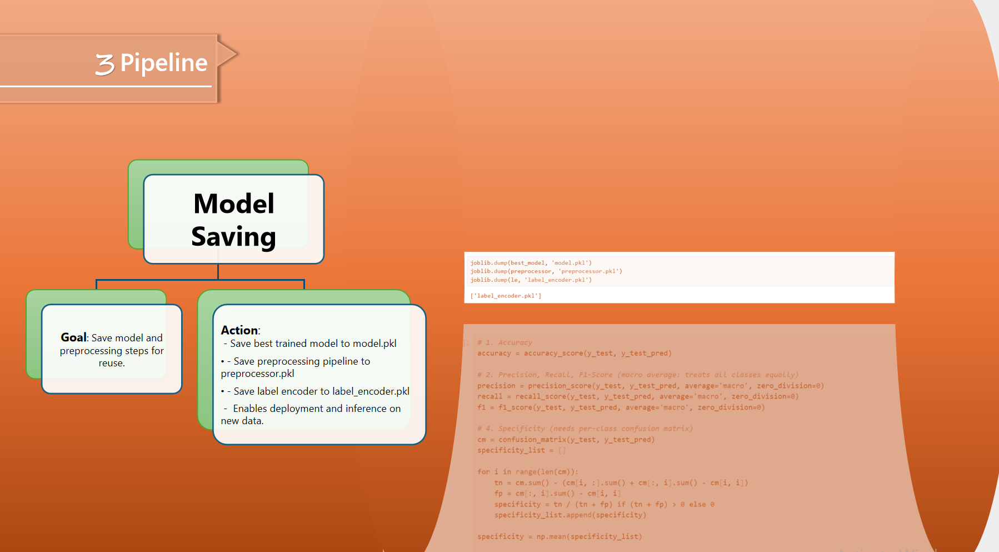 3 Pipeline
Model
Saving
Goal: Save model and
preprocessing steps for
reuse.
Action:
- Save best trained model to model.pkl
• - Save preprocessing pipeline to
preprocessor.pkl
• - Save label encoder to label_encoder.pkl
- Enables deployment and inference on
new data.
joblib.dump(best_model, 'model.pkl')
joblib.dump(preprocessor, 'preprocessor.pkl')
joblib.dump(le, 'label_encoder.pkl')
['label_encoder.pkl']
]:
# 1. Accuracy
accuracy = accuracy_score(y_test, y_test_pred)
# 2. Precision, Recall, F1-Score (macro average: treats all classes equally)
precision = precision_score(y_test, y_test_pred, average='macro', zero_division=0)
recall = recall_score(y_test, y_test_pred, average='macro', zero_division=0)
f1 = f1_score(y_test, y_test_pred, average='macro', zero_division=0)
# 4. Specificity (needs per-class confusion matrix)
cm = confusion_matrix(y_test, y_test_pred)
specificity_list = []
for i in range(len(cm)):
tn = cm.sum() - (cm[i, :].sum() + cm[:, i].sum() - cm[i, i])
fp = cm[:, i].sum() - cm[i, i]
specificity = tn / (tn + fp) if (tn + fp) > 0 else 0
specificity_list.append(specificity)
specificity = np.mean(specificity_list)